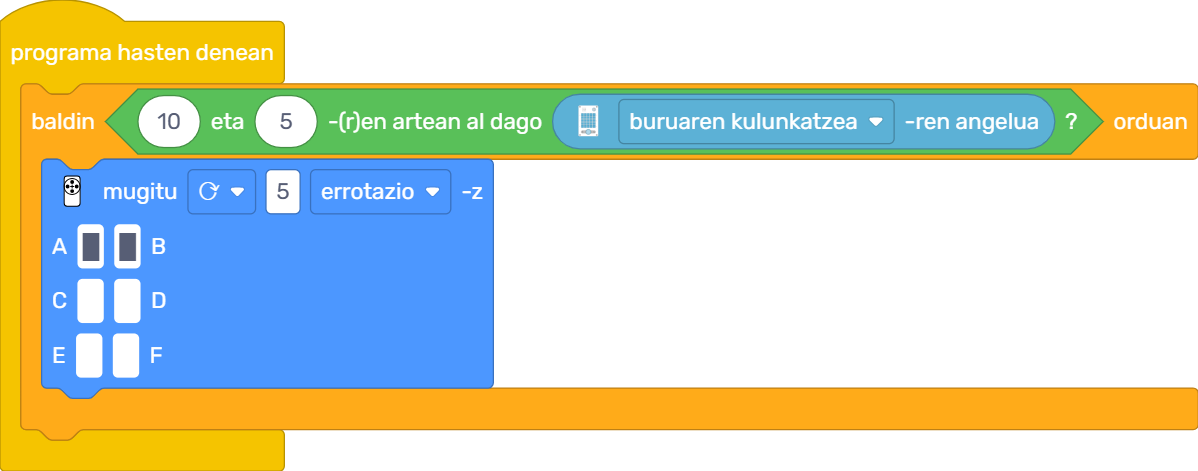 programa hasten denean
baldin 10 eta 5 -(r)en artean al dago buruaren kulunkatzea -ren angelua ? orduan
mugitu 5 errotazio -z
A B
C D
E F